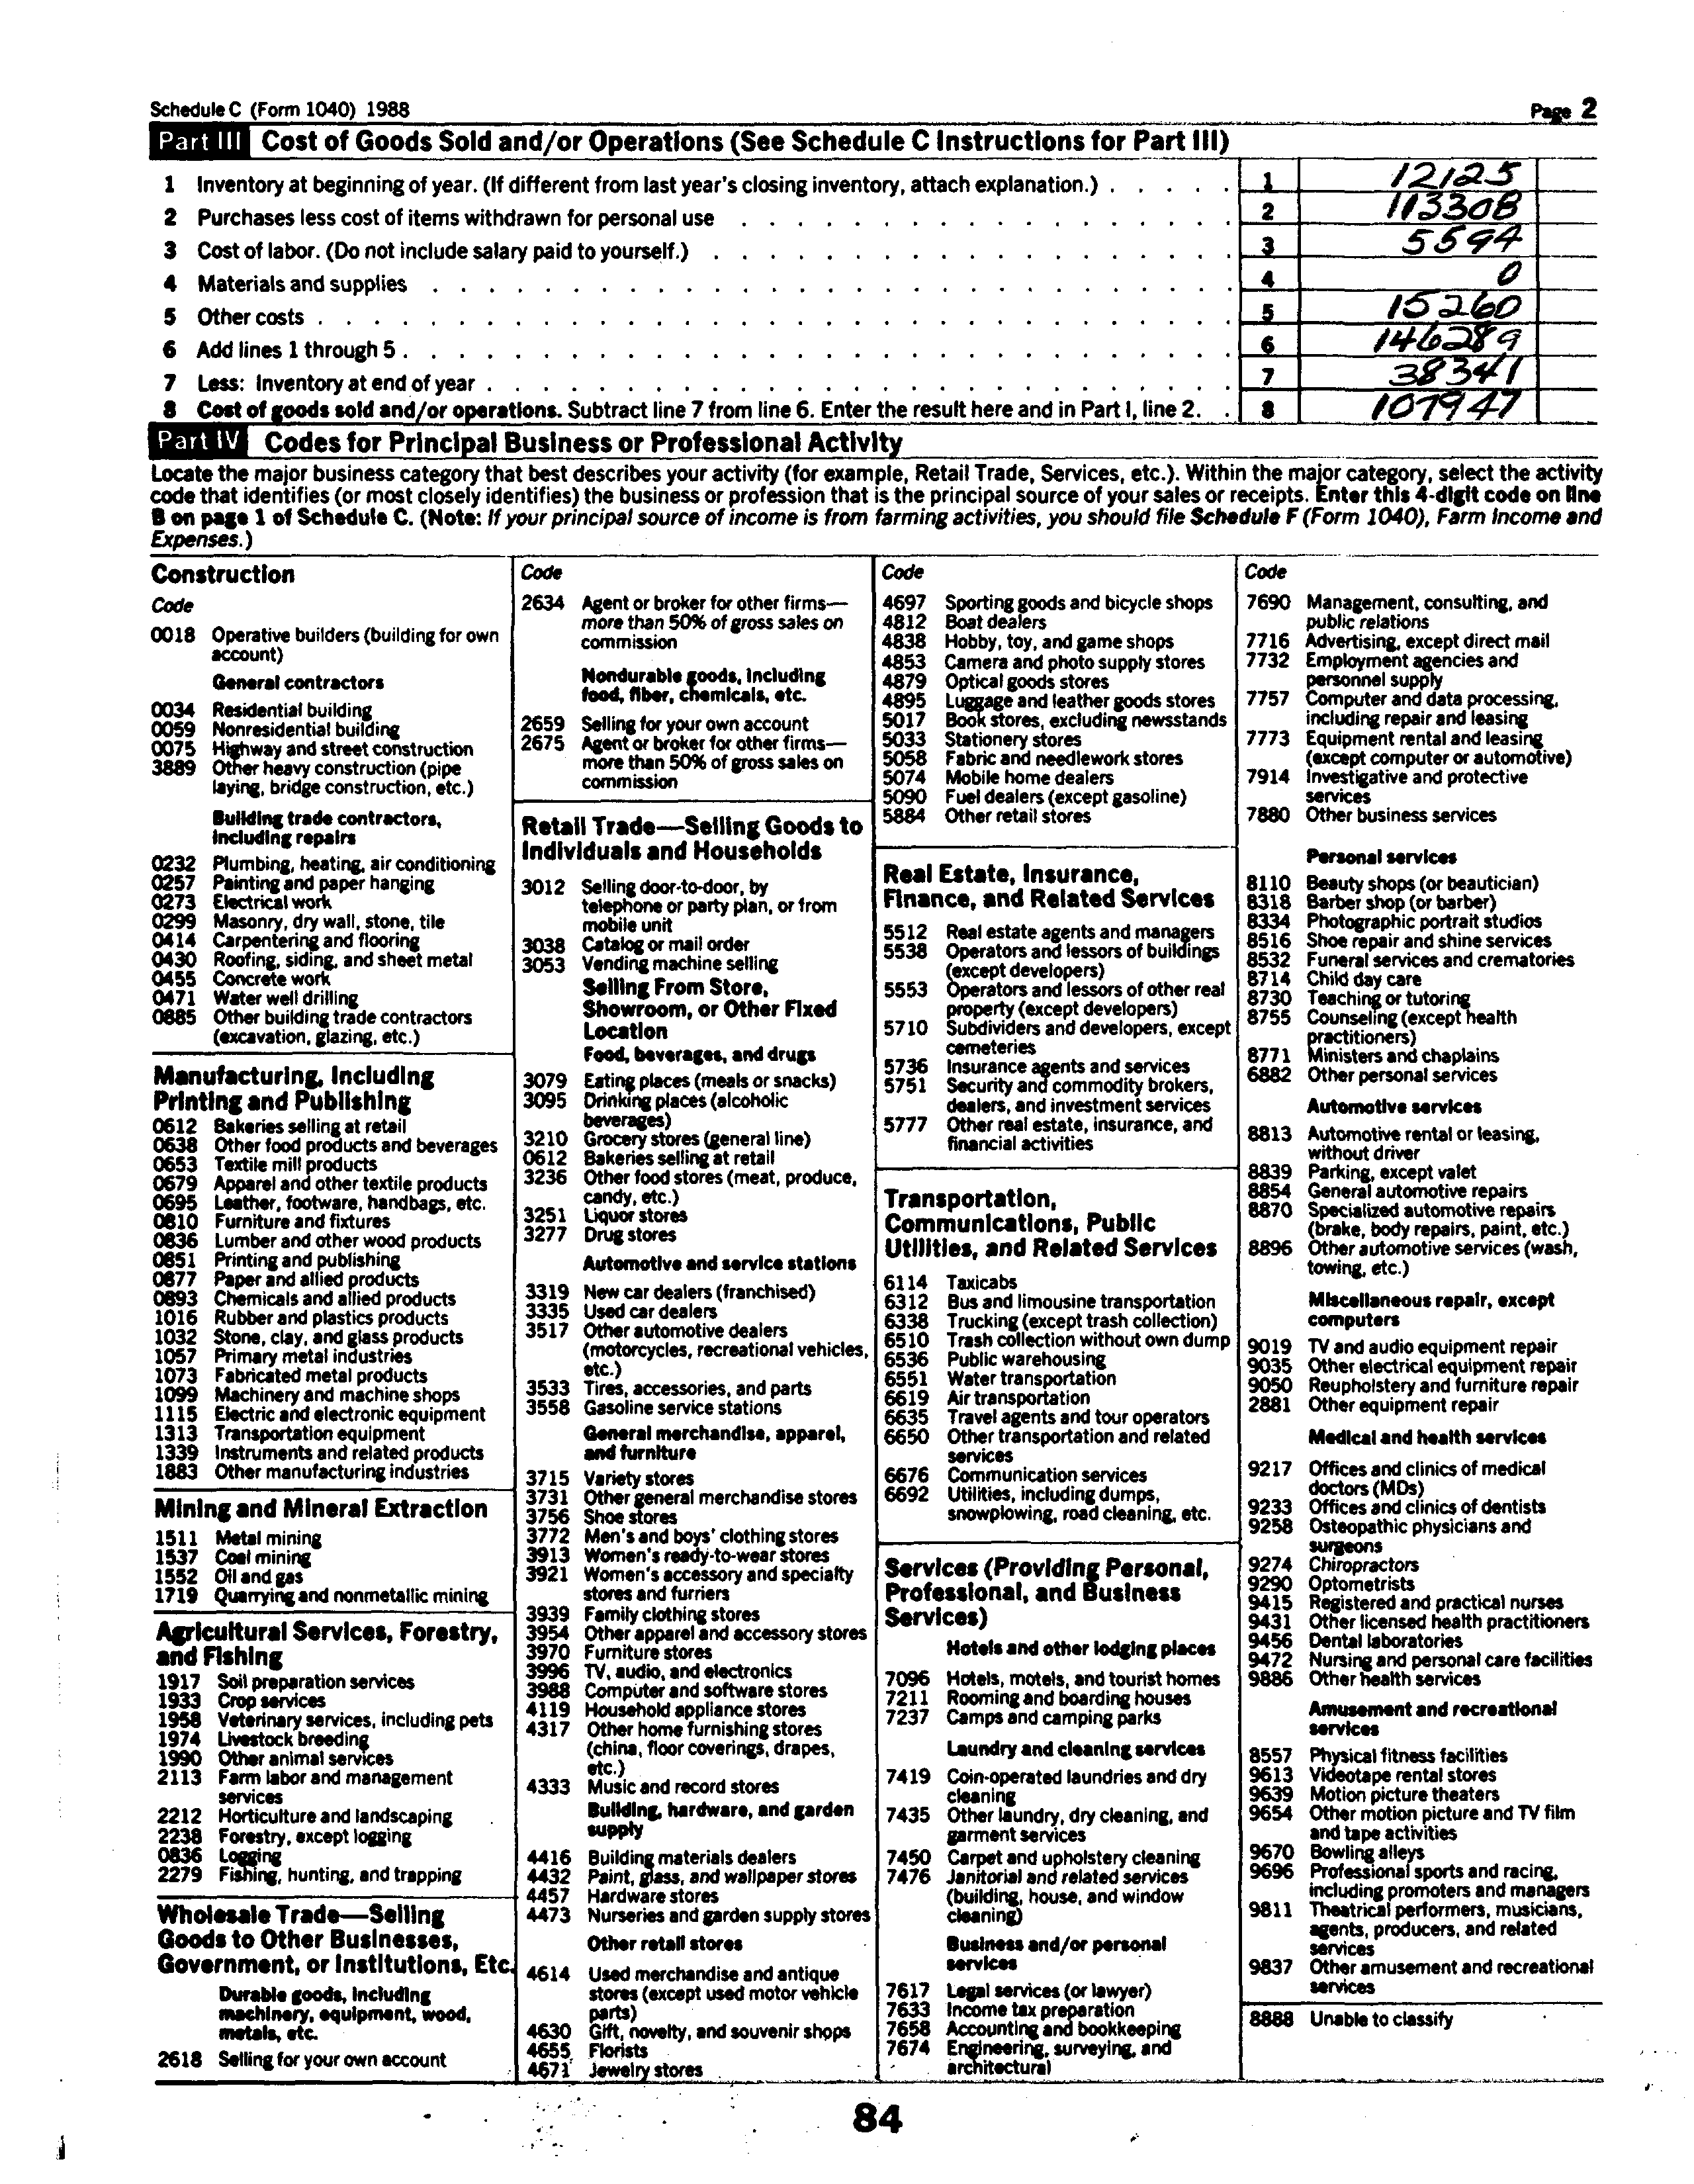 Schedule C (Form 1040) 1988
Page 2
Part III Cost of Goods Sold and/or Operations (See Schedule C Instructions for Part III)
1 Inventory at beginning of year. (If different from last year's closing inventory, attach explanation.) . . . . . 1 12125
2 Purchases less cost of items withdrawn for personal use 2 113308
3 Cost of labor. (Do not include salary paid to yourself.) 3 5594
4 Materials and supplies 4 0
5 Other costs 5 15260
6 Add lines 1 through 5 6 146289
7 Less: Inventory at end of year 7 38341
8 Cost of goods sold and/or operations. Subtract line 7 from line 6. Enter the result here and in Part I, line 2. 8 107947
Part IV Codes for Principal Business or Professional Activity
Locate the major business category that best describes your activity (for example, Retail Trade, Services, etc.). Within the major category, select the activity
code that identifies (or most closely identifies) the business or profession that is the principal source of your sales or receipts. Enter this 4-digit code on line
B on page 1 of Schedule C. (Note: If your principal source of income is from farming activities, you should file Schedule F (Form 1040), Farm Income and
Expenses.)
Construction
Code
0018 Operative builders (building for own
account)
General contractors
0034 Residential building
0059 Nonresidential building
0075 Highway and street construction
3889 Other heavy construction (pipe
laying, bridge construction, etc.)
Building trade contractors,
including repairs
0232 Plumbing, heating, air conditioning
0257 Painting and paper hanging
0273 Electrical work
0299 Masonry, dry wall, stone, tile
0414 Carpentering and flooring
0430 Roofing, siding, and sheet metal
0455 Concrete work
0471 Water well drilling
0885 Other building trade contractors
(excavation, glazing, etc.)
Manufacturing, Including
Printing and Publishing
0612 Bakeries selling at retail
0638 Other food products and beverages
0653 Textile mill products
0679 Apparel and other textile products
0695 Leather, footware, handbags, etc.
0810 Furniture and fixtures
0836 Lumber and other wood products
0851 Printing and publishing
0877 Paper and allied products
0893 Chemicals and allied products
1016 Rubber and plastics products
1032 Stone, clay, and glass products
1057 Primary metal industries
1073 Fabricated metal products
1099 Machinery and machine shops
1115 Electric and electronic equipment
1313 Transportation equipment
1339 Instruments and related products
1883 Other manufacturing industries
Mining and Mineral Extraction
1511 Metal mining
1537 Coal mining
1552 Oil and gas
1719 Quarrying and nonmetallic mining
Agricultural Services, Forestry,
and Fishing
1917 Soil preparation services
1933 Crop services
1958 Veterinary services, including pets
1974 Livestock breeding
1990 Other animal services
2113 Farm labor and management
services
2212 Horticulture and landscaping
2238 Forestry, except logging
0836 Logging
2279 Fishing, hunting, and trapping
Wholesale Trade—Selling
Goods to Other Businesses,
Government, or Institutions, Etc.
Durable goods, including
machinery, equipment, wood,
metals, etc.
2618 Selling for your own account
Code
2634 Agent or broker for other firms—
more than 50% of gross sales on
commission
Nondurable goods, including
food, fiber, chemicals, etc.
2659 Selling for your own account
2675 Agent or broker for other firms—
more than 50% of gross sales on
commission
Retail Trade—Selling Goods to
Individuals and Households
3012 Selling door-to-door, by
telephone or party plan, or from
mobile unit
3038 Catalog or mail order
3053 Vending machine selling
Selling From Store,
Showroom, or Other Fixed
Location
Food, beverages, and drugs
3079 Eating places (meals or snacks)
3095 Drinking places (alcoholic
beverages)
3210 Grocery stores (general line)
0612 Bakeries selling at retail
3236 Other food stores (meat, produce,
candy, etc.)
3251 Liquor stores
3277 Drug stores
Automotive and service stations
3319 New car dealers (franchised)
3335 Used car dealers
3517 Other automotive dealers
(motorcycles, recreational vehicles,
etc.)
3533 Tires, accessories, and parts
3558 Gasoline service stations
General merchandise, apparel,
and furniture
3715 Variety stores
3731 Other general merchandise stores
3756 Shoe stores
3772 Men's and boys' clothing stores
3913 Women's ready-to-wear stores
3921 Women's accessory and specialty
stores and furriers
3939 Family clothing stores
3954 Other apparel and accessory stores
3970 Furniture stores
3996 TV, audio, and electronics
3988 Computer and software stores
4119 Household appliance stores
4317 Other home furnishing stores
(china, floor coverings, drapes,
etc.)
4333 Music and record stores
Building, hardware, and garden
supply
4416 Building materials dealers
4432 Paint, glass, and wallpaper stores
4457 Hardware stores
4473 Nurseries and garden supply stores
Other retail stores
4614 Used merchandise and antique
stores (except used motor vehicle
parts)
4630 Gift, novelty, and souvenir shops
4655 Florists
4671 Jewelry stores
Code
4697 Sporting goods and bicycle shops
4812 Boat dealers
4838 Hobby, toy, and game shops
4853 Camera and photo supply stores
4879 Optical goods stores
4895 Luggage and leather goods stores
5017 Book stores, excluding newsstands
5033 Stationery stores
5058 Fabric and needlework stores
5074 Mobile home dealers
5090 Fuel dealers (except gasoline)
5884 Other retail stores
Real Estate, Insurance,
Finance, and Related Services
5512 Real estate agents and managers
5538 Operators and lessors of buildings
(except developers)
5553 Operators and lessors of other real
property (except developers)
5710 Subdividers and developers, except
cemeteries
5736 Insurance agents and services
5751 Security and commodity brokers,
dealers, and investment services
5777 Other real estate, insurance, and
financial activities
Transportation,
Communications, Public
Utilities, and Related Services
6114 Taxicabs
6312 Bus and limousine transportation
6338 Trucking (except trash collection)
6510 Trash collection without own dump
6536 Public warehousing
6551 Water transportation
6619 Air transportation
6635 Travel agents and tour operators
6650 Other transportation and related
services
6676 Communication services
6692 Utilities, including dumps,
snowplowing, road cleaning, etc.
Services (Providing Personal,
Professional, and Business
Services)
Hotels and other lodging places
7096 Hotels, motels, and tourist homes
7211 Rooming and boarding houses
7237 Camps and camping parks
Laundry and cleaning services
7419 Coin-operated laundries and dry
cleaning
7435 Other laundry, dry cleaning, and
garment services
7450 Carpet and upholstery cleaning
7476 Janitorial and related services
(building, house, and window
cleaning)
Business and/or personal
services
7617 Legal services (or lawyer)
7633 Income tax preparation
7658 Accounting and bookkeeping
7674 Engineering, surveying, and
architectural
Code
7690 Management, consulting, and
public relations
7716 Advertising, except direct mail
7732 Employment agencies and
personnel supply
7757 Computer and data processing,
including repair and leasing
7773 Equipment rental and leasing
(except computer or automotive)
7914 Investigative and protective
services
7880 Other business services
Personal services
8110 Beauty shops (or beautician)
8318 Barber shop (or barber)
8334 Photographic portrait studios
8516 Shoe repair and shine services
8532 Funeral services and crematories
8714 Child day care
8730 Teaching or tutoring
8755 Counseling (except health
practitioners)
8771 Ministers and chaplains
6882 Other personal services
Automotive services
8813 Automotive rental or leasing,
without driver
8839 Parking, except valet
8854 General automotive repairs
8870 Specialized automotive repairs
(brake, body repairs, paint, etc.)
8896 Other automotive services (wash,
towing, etc.)
Miscellaneous repair, except
computers
9019 TV and audio equipment repair
9035 Other electrical equipment repair
9050 Reupholstery and furniture repair
2881 Other equipment repair
Medical and health services
9217 Offices and clinics of medical
doctors (MDs)
9233 Offices and clinics of dentists
9258 Osteopathic physicians and
surgeons
9274 Chiropractors
9290 Optometrists
9415 Registered and practical nurses
9431 Other licensed health practitioners
9456 Dental laboratories
9472 Nursing and personal care facilities
9886 Other health services
Amusement and recreational
services
8557 Physical fitness facilities
9613 Videotape rental stores
9639 Motion picture theaters
9654 Other motion picture and TV film
and tape activities
9670 Bowling alleys
9696 Professional sports and racing,
including promoters and managers
9811 Theatrical performers, musicians,
agents, producers, and related
services
9837 Other amusement and recreational
services
8888 Unable to classify
84